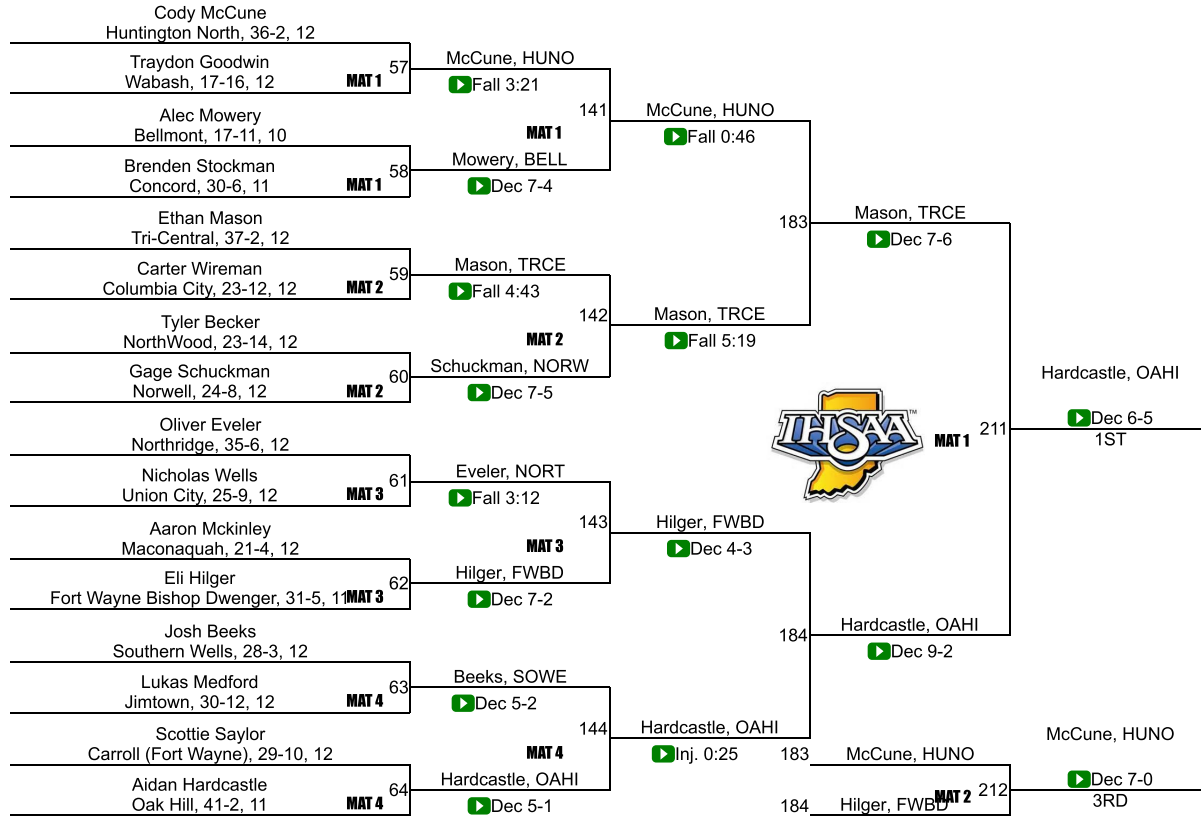 Cody McCune
Huntington North, 36-2, 12
Traydon Goodwin
Wabash, 17-16, 12
MAT 1
57
McCune, HUNO
Fall 3:21
Alec Mowery
Bellmont, 17-11, 10
Brenden Stockman
Concord, 30-6, 11
MAT 1
58
Mowery, BELL
Dec 7-4
141
MAT 1
McCune, HUNO
Fall 0:46
Ethan Mason
Tri-Central, 37-2, 12
Carter Wireman
Columbia City, 23-12, 12
MAT 2
59
Mason, TRCE
Fall 4:43
Tyler Becker
NorthWood, 23-14, 12
Gage Schuckman
Norwell, 24-8, 12
MAT 2
60
Schuckman, NORW
Dec 7-5
142
MAT 2
Mason, TRCE
Fall 5:19
183
Mason, TRCE
Dec 7-6
Oliver Eveler
Northridge, 35-6, 12
Nicholas Wells
Union City, 25-9, 12
MAT 3
61
Eveler, NORT
Fall 3:12
Aaron Mckinley
Maconaquah, 21-4, 12
Eli Hilger
Fort Wayne Bishop Dwenger, 31-5, 11
MAT 3
62
Hilger, FWBD
Dec 7-2
143
MAT 3
Hilger, FWBD
Dec 4-3
Josh Beeks
Southern Wells, 28-3, 12
Lukas Medford
Jimtown, 30-12, 12
MAT 4
63
Beeks, SOWE
Dec 5-2
Scottie Saylor
Carroll (Fort Wayne), 29-10, 12
Aidan Hardcastle
Oak Hill, 41-2, 11
MAT 4
64
Hardcastle, OAHI
Dec 5-1
144
MAT 4
Hardcastle, OAHI
Inj. 0:25
184
Hardcastle, OAHI
Dec 9-2
IHSAA™
MAT 1
211
Hardcastle, OAHI
Dec 6-5
1ST
183
McCune, HUNO
184
Hilger, FWBD
MAT 2
212
McCune, HUNO
Dec 7-0
3RD